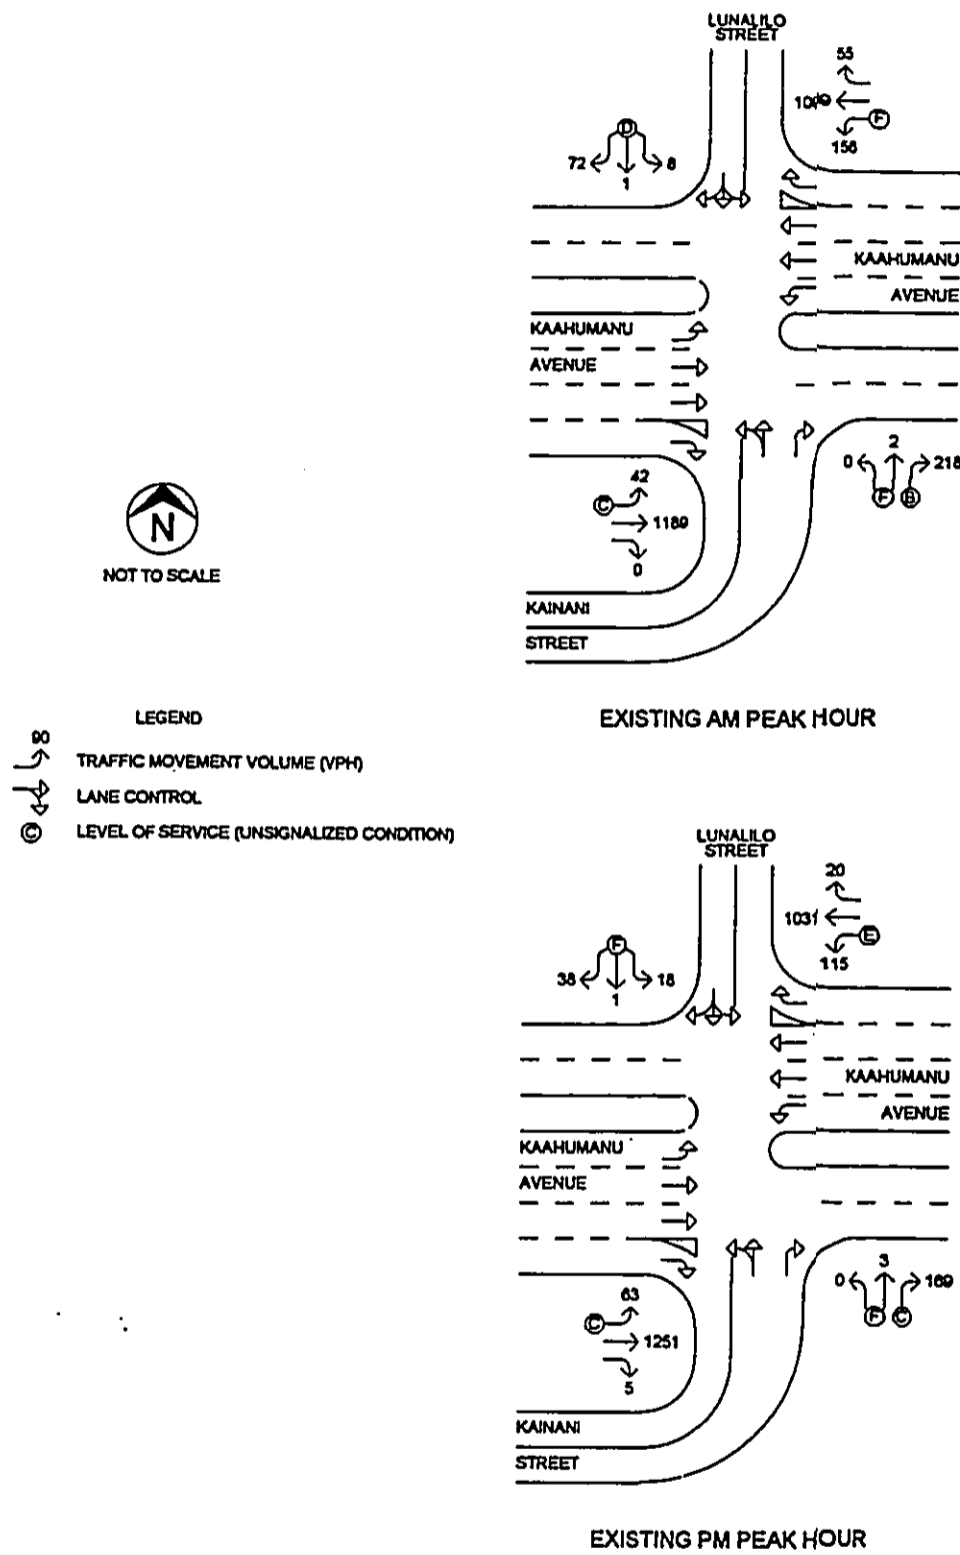 LUNALILO
STREET
55
156
72
1
8
D
F
KAAHUMANU
AVENUE
KAAHUMANU
AVENUE
0
2
218
F
B
C
42
1189
0
N
NOT TO SCALE
KAINANI
STREET
EXISTING AM PEAK HOUR
LEGEND
90
TRAFFIC MOVEMENT VOLUME (VPH)
LANE CONTROL
C LEVEL OF SERVICE (UNSIGNALIZED CONDITION)
LUNALILO
STREET
20
1031
E
115
F
38
1
18
KAAHUMANU
AVENUE
KAAHUMANU
AVENUE
0
3
169
F
C
C
63
1251
5
KAINANI
STREET
EXISTING PM PEAK HOUR